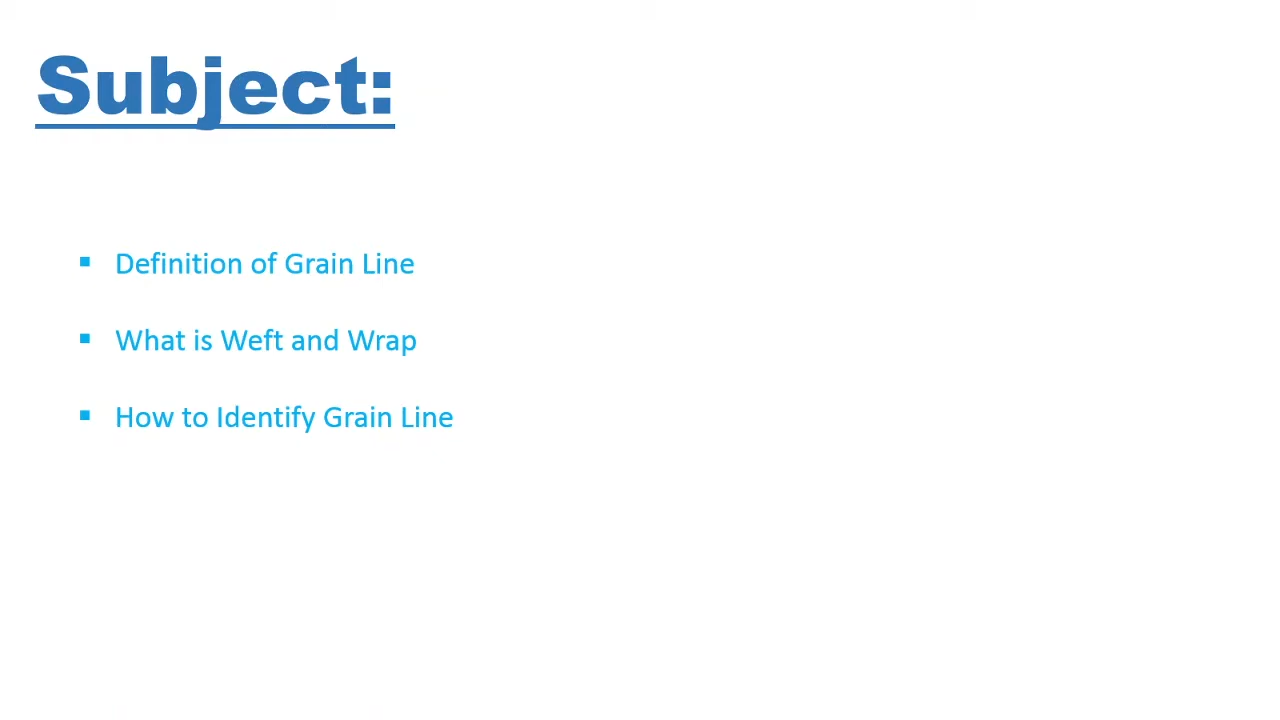 Subject:
▪ Definition of Grain Line
▪ What is Weft and Wrap
▪ How to Identify Grain Line